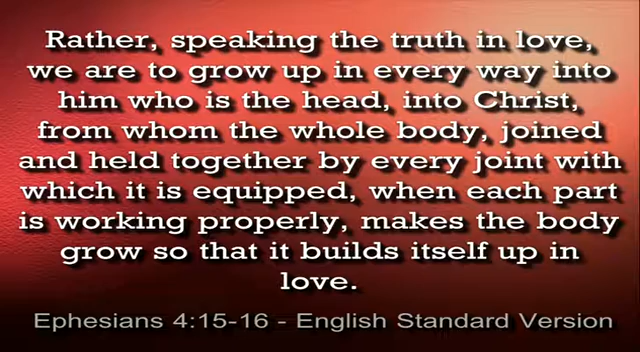 Rather, speaking the truth in love,
we are to grow up in every way into
him who is the head, into Christ,
from whom the whole body, joined
and held together by every joint with
which it is equipped, when each part
is working properly, makes the body
grow so that it builds itself up in
love.
Ephesians 4:15-16 - English Standard Version